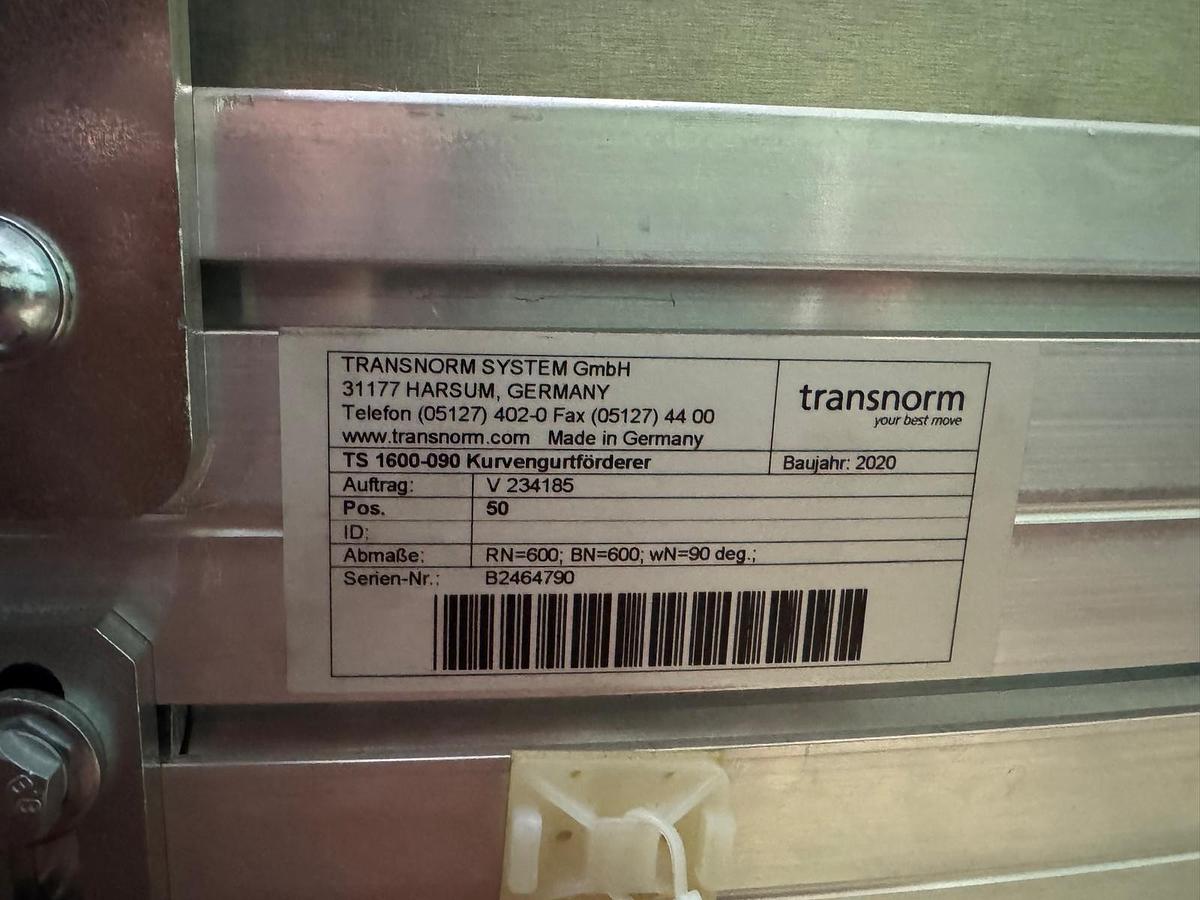 TRANSNORM SYSTEM GmbH
31177 HARSUM, GERMANY
Telefon (05127) 402-0 Fax (05127) 44 00
www.transnorm.com Made in Germany
transnorm
your best move
TS 1600-090 Kurvengurtförderer
Baujahr: 2020
Auftrag: V 234185
Pos. 50
ID:
Abmaße: RN=600; BN=600; wN=90 deg.;
Serien-Nr.: B2464790
8.8